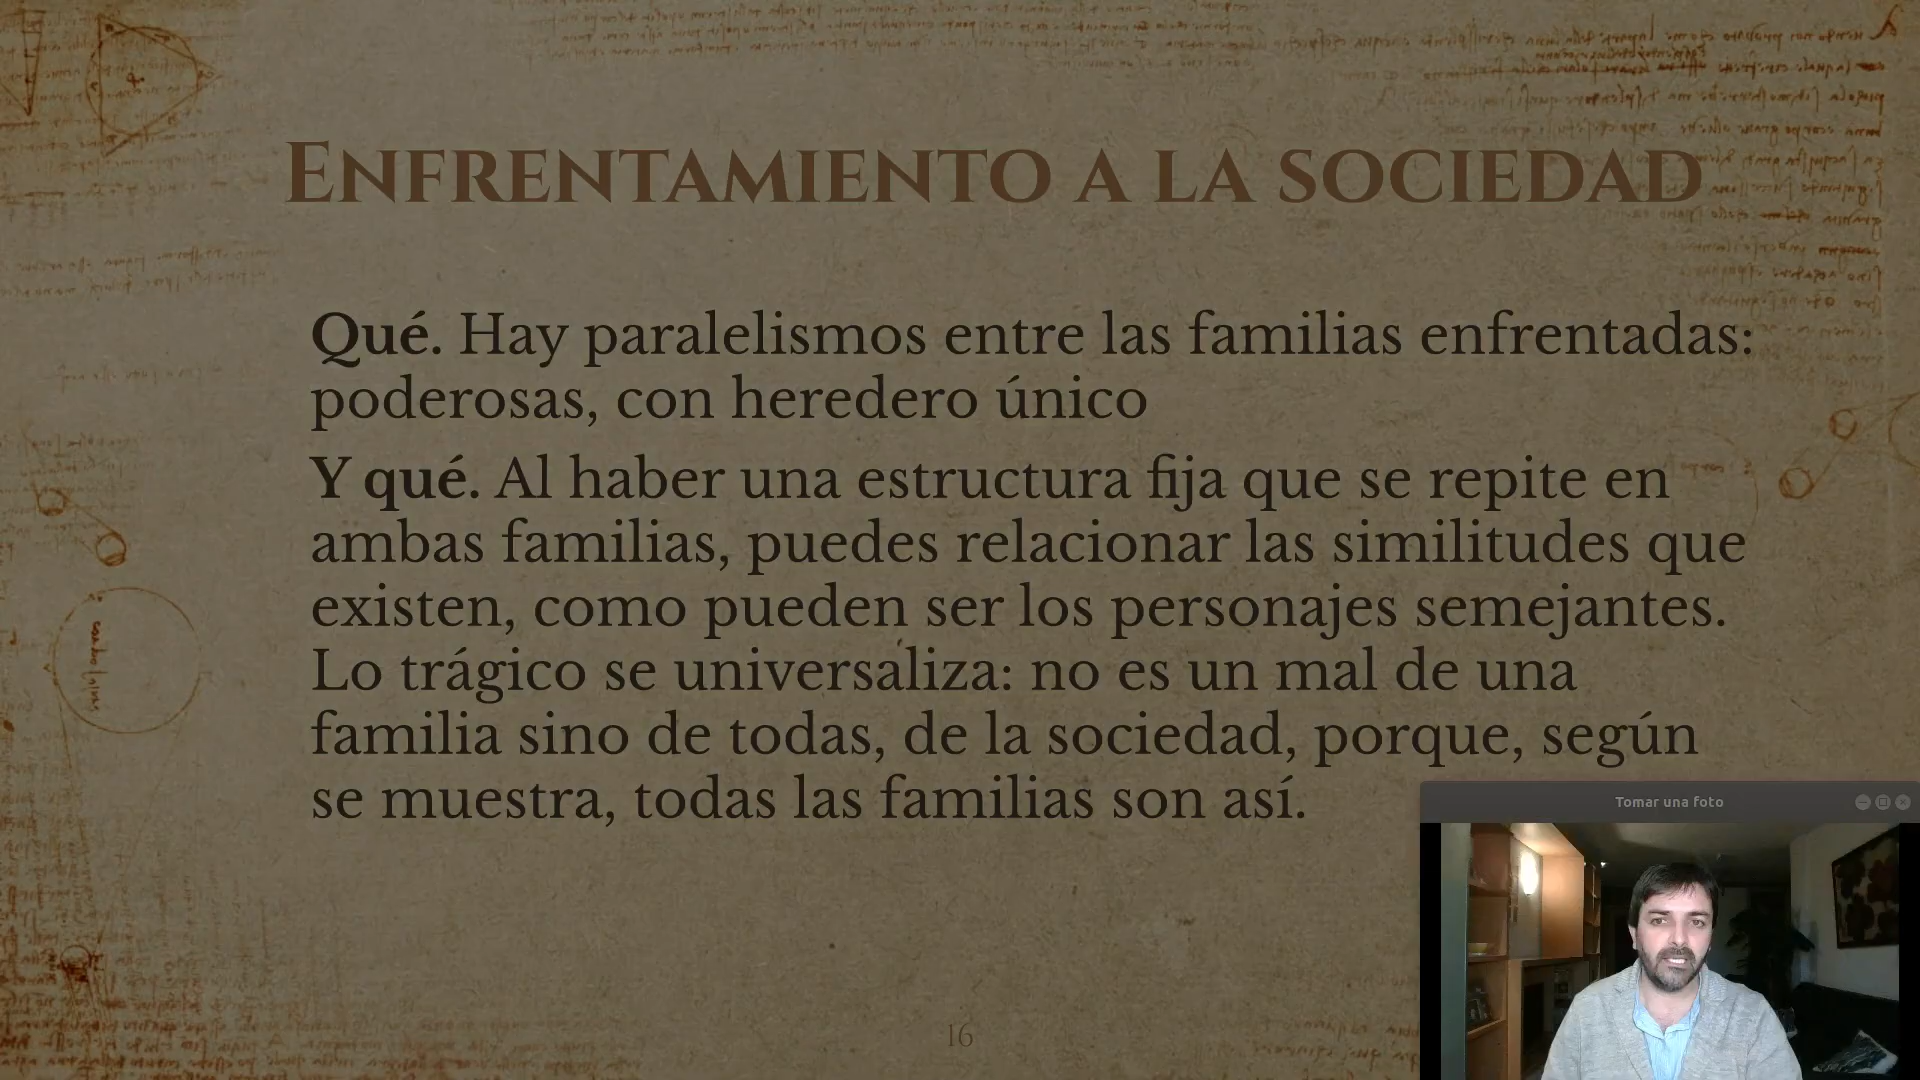 Enfrentamiento a la sociedad
Qué. Hay paralelismos entre las familias enfrentadas:
poderosas, con heredero único
Y qué. Al haber una estructura fija que se repite en
ambas familias, puedes relacionar las similitudes que
existen, como pueden ser los personajes semejantes.
Lo trágico se universaliza: no es un mal de una
familia sino de todas, de la sociedad, porque, según
se muestra, todas las familias son así.
Tomar una foto
16